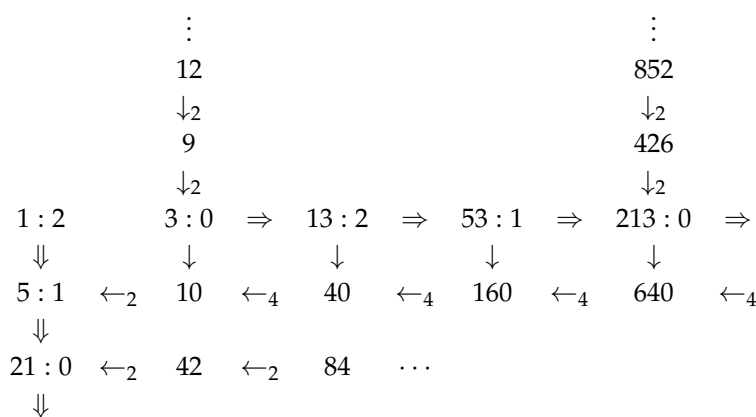 ⋮ ⋮
12 852
↓₂ ↓₂
9 426
↓₂ ↓₂
1 : 2 3 : 0 ⇒ 13 : 2 ⇒ 53 : 1 ⇒ 213 : 0 ⇒
⇓ ↓ ↓ ↓ ↓
5 : 1 ←₂ 10 ←₄ 40 ←₄ 160 ←₄ 640 ←₄
⇓
21 : 0 ←₂ 42 ←₂ 84 ⋯
⇓